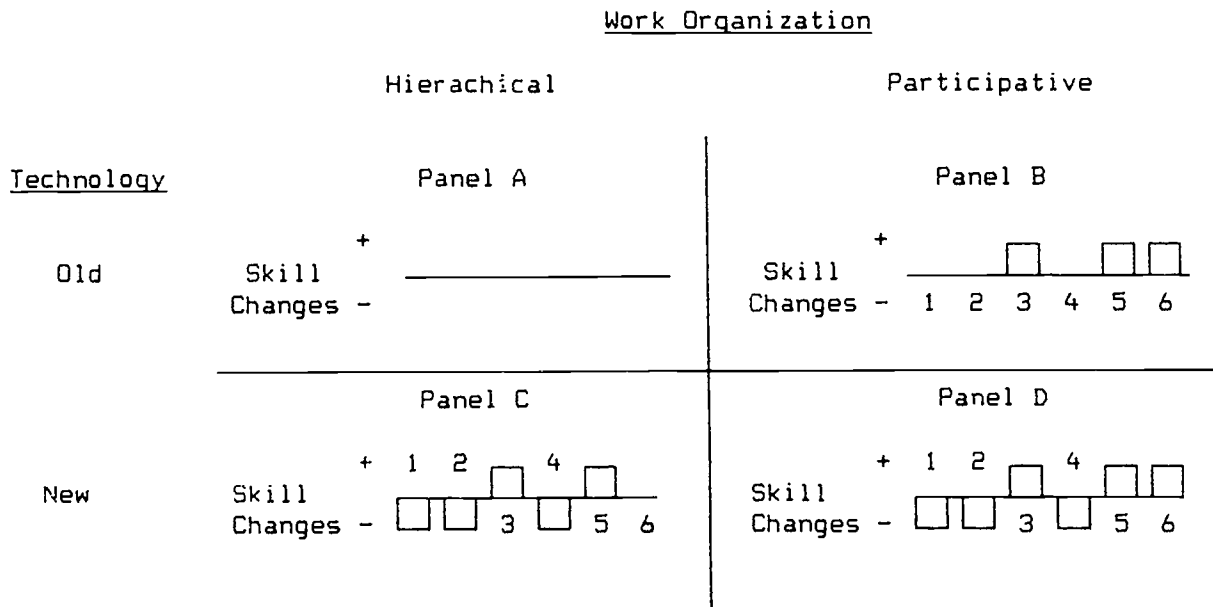 Work Organization
Hierachical Participative
Technology Panel A Panel B
+ +
Old Skill Skill
Changes - Changes - 1 2 3 4 5 6
Panel C Panel D
+ 1 2 4 + 1 2 4
New Skill Skill
Changes - 3 5 6 Changes - 3 5 6